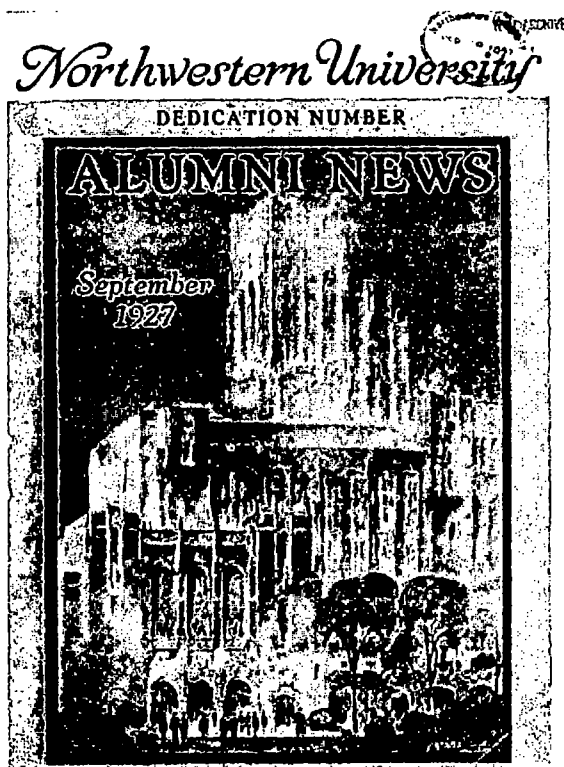 Northwestern University
DEDICATION NUMBER
ALUMNI NEWS
September
1927